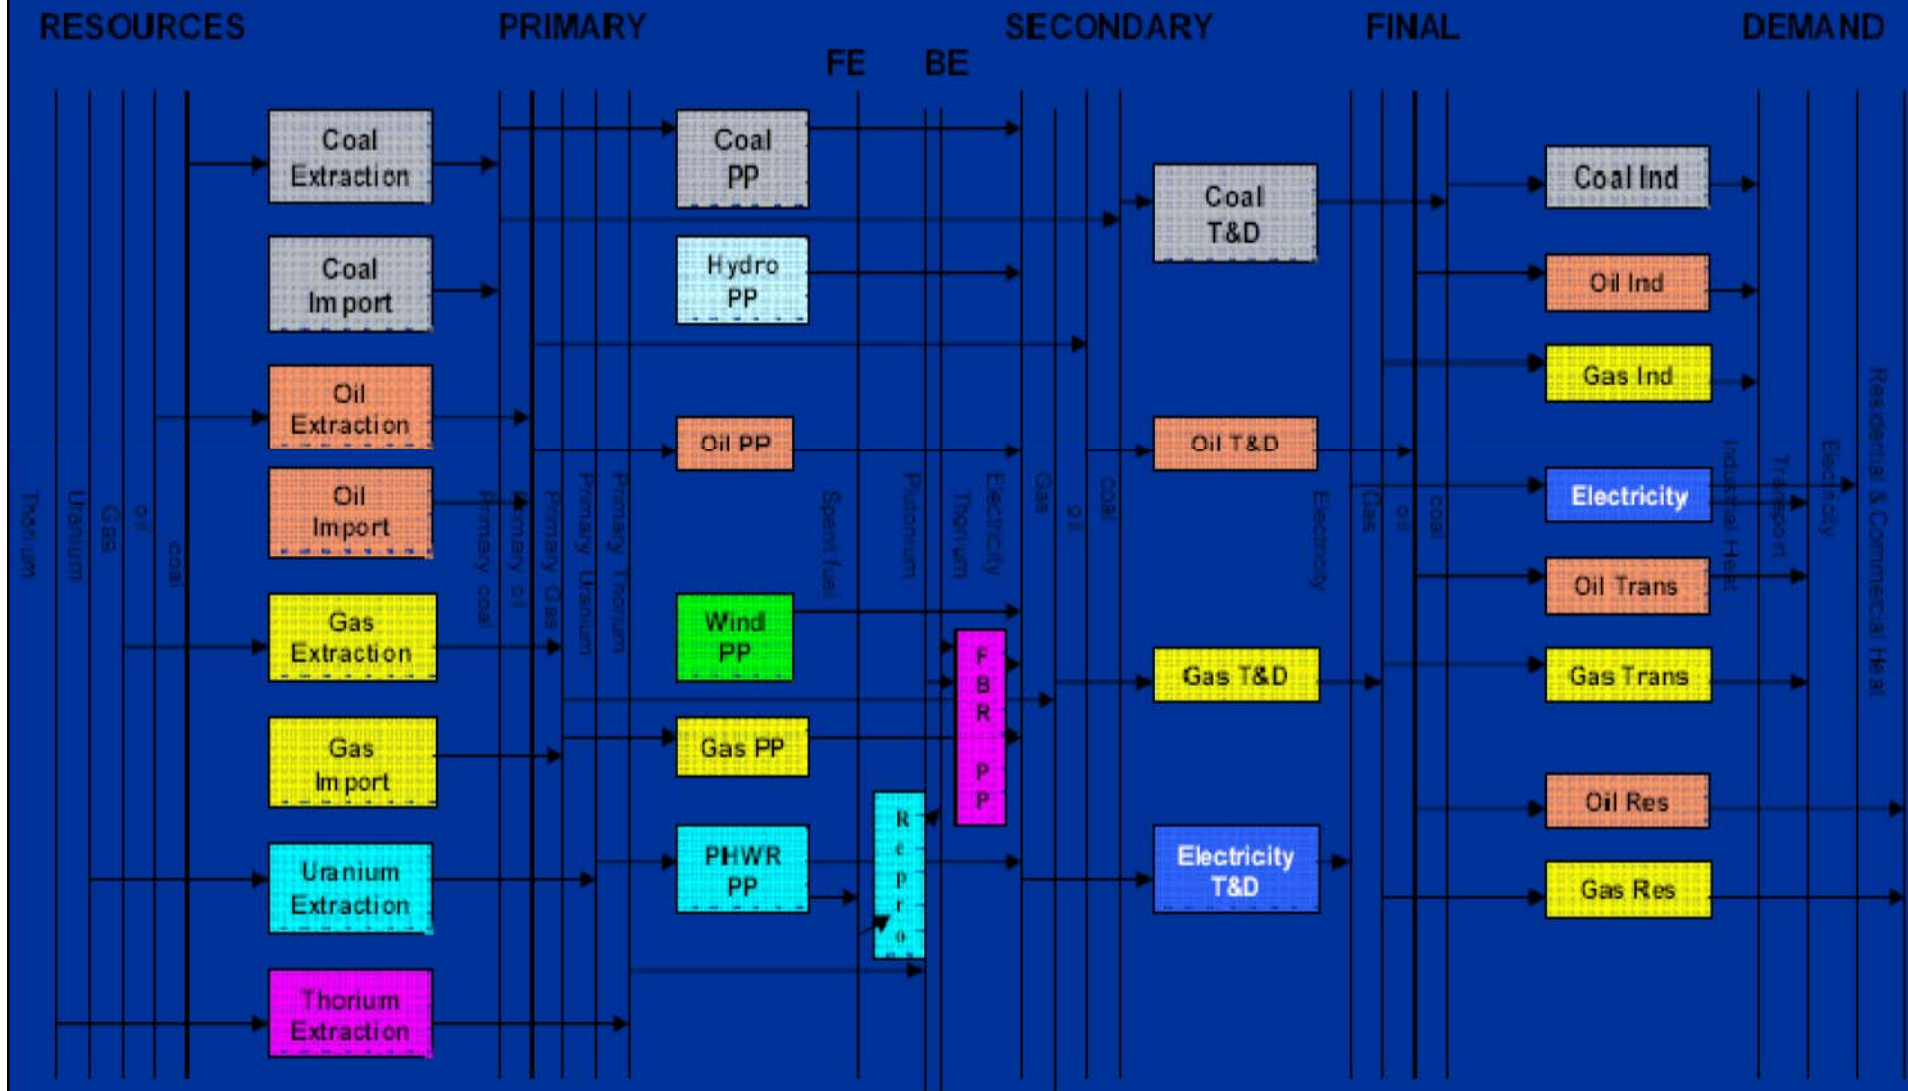 RESOURCES
PRIMARY
SECONDARY
FINAL
DEMAND
FE
BE
Coal
Extraction
Coal
Import
Oil
Extraction
Oil
Import
Gas
Extraction
Gas
Import
Uranium
Extraction
Thorium
Extraction
Coal
PP
Hydro
PP
Oil PP
Wind
PP
Gas PP
PHWR
PP
Repro
FBR PP
Coal
T&D
Oil T&D
Gas T&D
Electricity
T&D
Coal Ind
Oil Ind
Gas Ind
Electricity
Oil Trans
Gas Trans
Oil Res
Gas Res
Thorium
Uranium
Gas
oil
coal
Primary coal
Primary oil
Primary Gas
Primary Uranium
Primary Thorium
Spent fuel
Plutonium
Thorium
Electricity
Gas
oil
coal
Electricity
Gas
oil
coal
Industrial Heat
Transport
Electricity
Residential & Commerical Heat